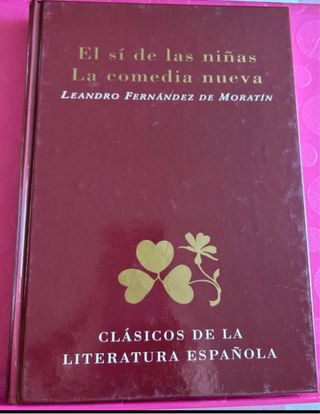 El sí de las niñas
La comedia nueva
LEANDRO FERNÁNDEZ DE MORATÍN
CLÁSICOS DE LA
LITERATURA ESPAÑOLA